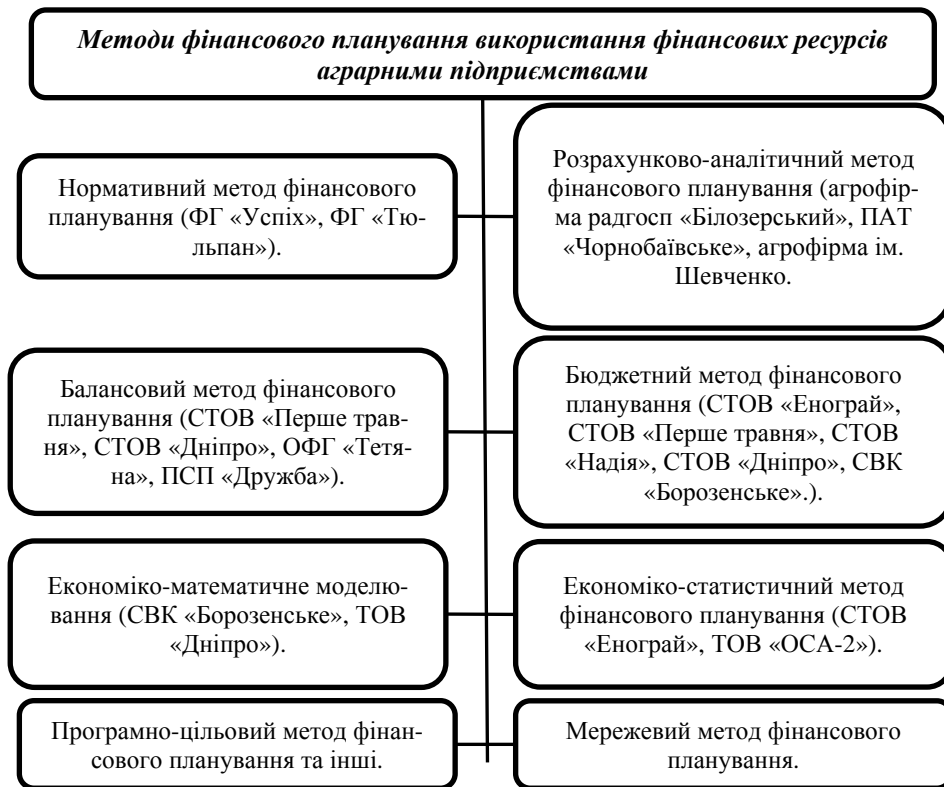 Методи фінансового планування використання фінансових ресурсів
аграрними підприємствами
Нормативний метод фінансового
планування (ФГ «Успіх», ФГ «Тю-
льпан»).
Розрахунково-аналітичний метод
фінансового планування (агрофір-
ма радгосп «Білозерський», ПАТ
«Чорнобаївське», агрофірма ім.
Шевченко.
Балансовий метод фінансового
планування (СТОВ «Перше трав-
ня», СТОВ «Дніпро», ОФГ «Тетя-
на», ПСП «Дружба»).
Бюджетний метод фінансового
планування (СТОВ «Енограй»,
СТОВ «Перше травня», СТОВ
«Надія», СТОВ «Дніпро», СВК
«Борозенське».).
Економіко-математичне моделю-
вання (СВК «Борозенське», ТОВ
«Дніпро»).
Економіко-статистичний метод
фінансового планування (СТОВ
«Енограй», ТОВ «ОСА-2»).
Програмно-цільовий метод фінан-
сового планування та інші.
Мережевий метод фінансового
планування.